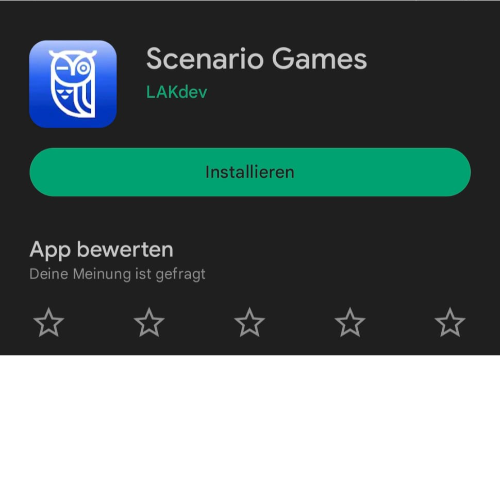 Scenario Games
LAKdev
Installieren
App bewerten
Deine Meinung ist gefragt